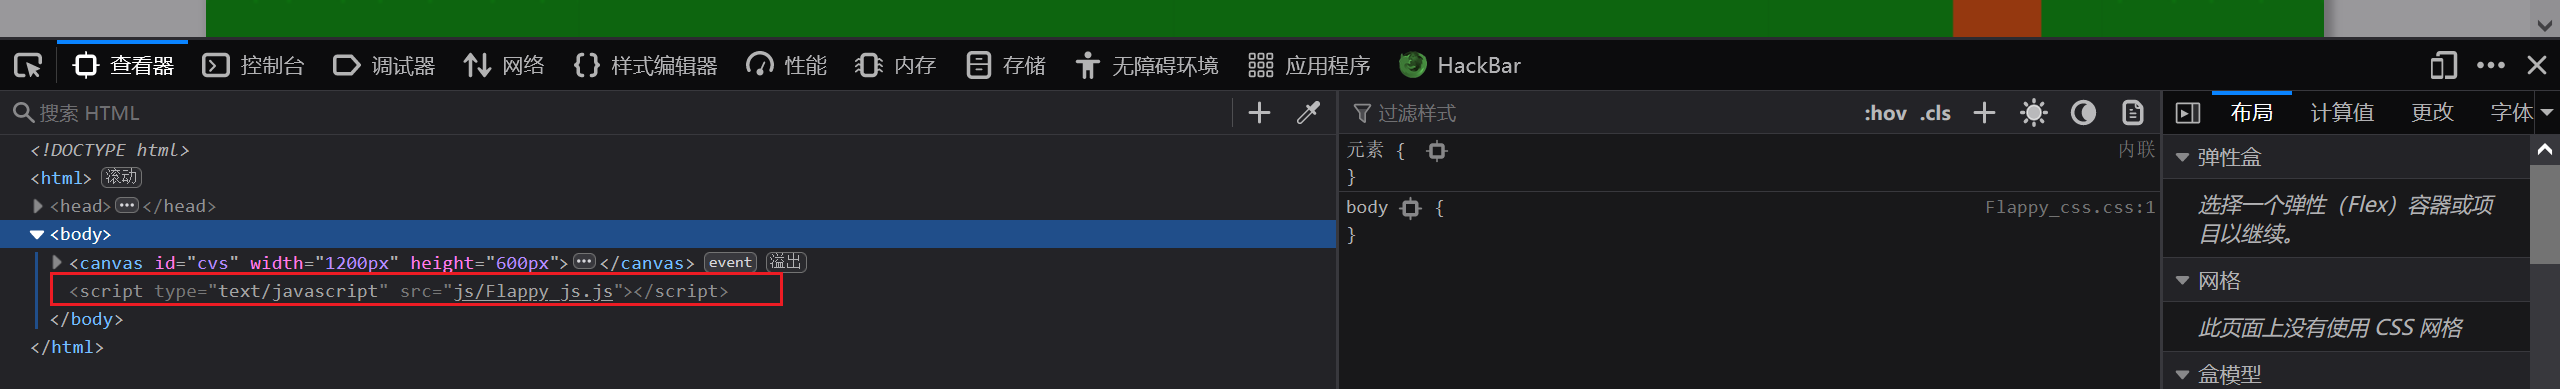 查看器 控制台 调试器 网络 {} 样式编辑器 性能 内存 存储 无障碍环境 应用程序 HackBar
搜索 HTML
<!DOCTYPE html>
<html> 滚动
<head> ••• </head>
<body>
<canvas id="cvs" width="1200px" height="600px"> ••• </canvas> event 溢出
<script type="text/javascript" src="js/Flappy_js.js"></script>
</body>
</html>
过滤样式 :hov .cls
元素 { 内联
}
body { Flappy_css.css:1
}
布局 计算值 更改 字体
弹性盒
选择一个弹性（Flex）容器或项
目以继续。
网格
此页面上没有使用 CSS 网格
盒模型